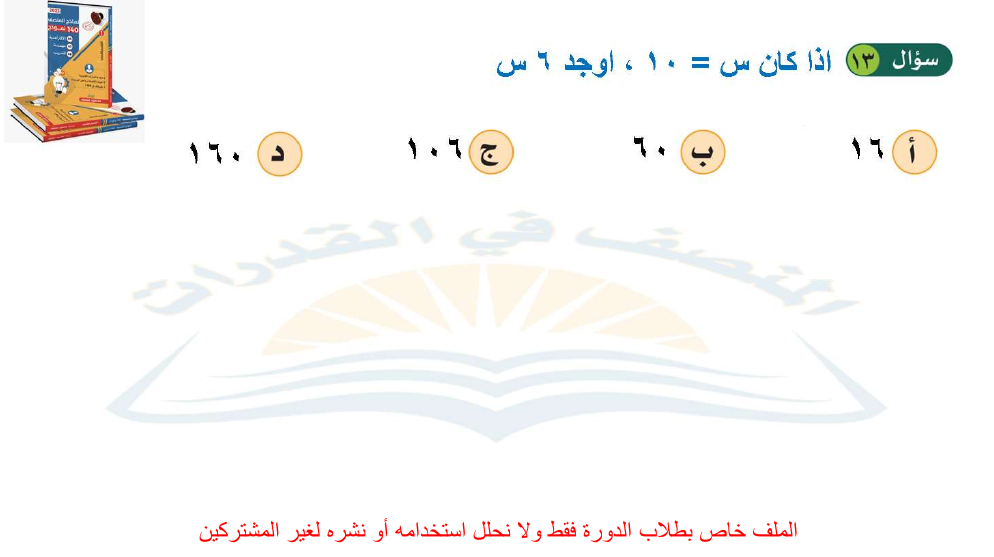 سؤال ١٣ اذا كان س = ١٠ ، اوجد ٦ س
أ ١٦ ب ٦٠ ج ١٠٦ د ١٦٠
المنصف في القدرات
الملف خاص بطلاب الدورة فقط ولا نحلل استخدامه أو نشره لغير المشتركين